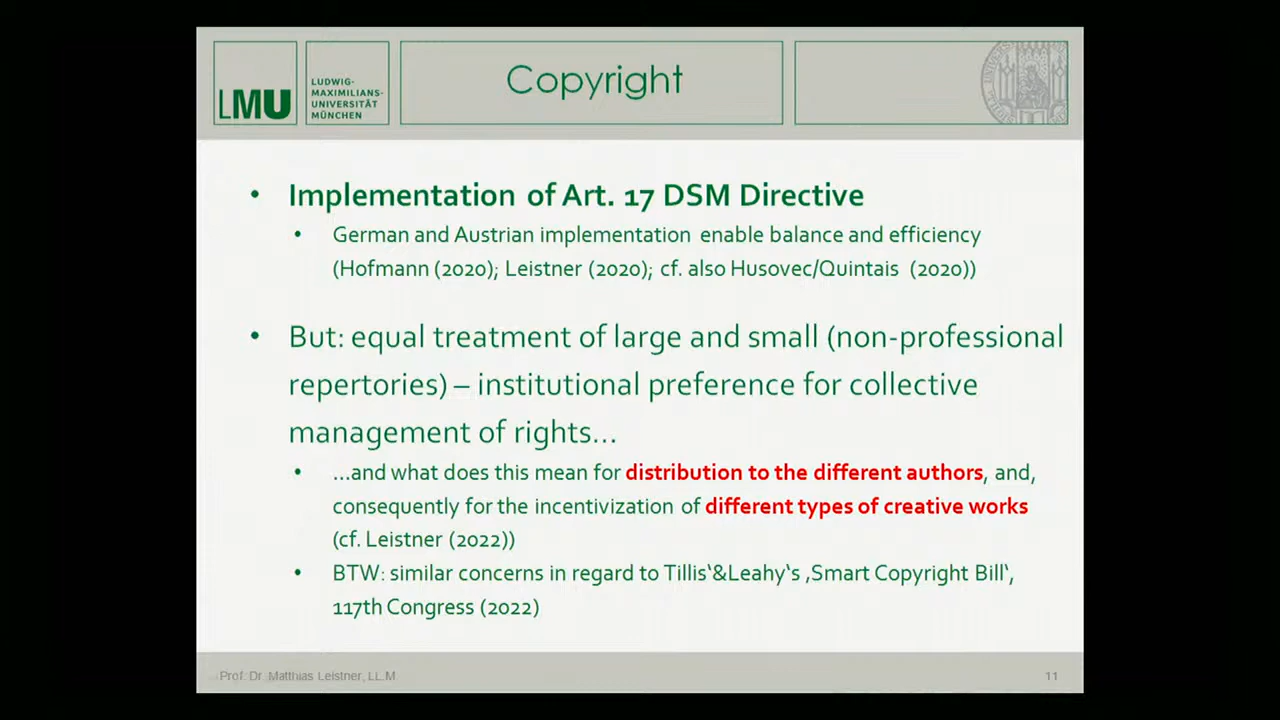 LMU
LUDWIG-
MAXIMILIANS-
UNIVERSITÄT
MÜNCHEN
Copyright
• Implementation of Art. 17 DSM Directive
• German and Austrian implementation enable balance and efficiency
(Hofmann (2020); Leistner (2020); cf. also Husovec/Quintais (2020))
• But: equal treatment of large and small (non-professional
repertories) – institutional preference for collective
management of rights...
• ...and what does this mean for distribution to the different authors, and,
consequently for the incentivization of different types of creative works
(cf. Leistner (2022))
• BTW: similar concerns in regard to Tillis‘&Leahy‘s ‚Smart Copyright Bill‘,
117th Congress (2022)
Prof. Dr. Matthias Leistner, LL.M
11